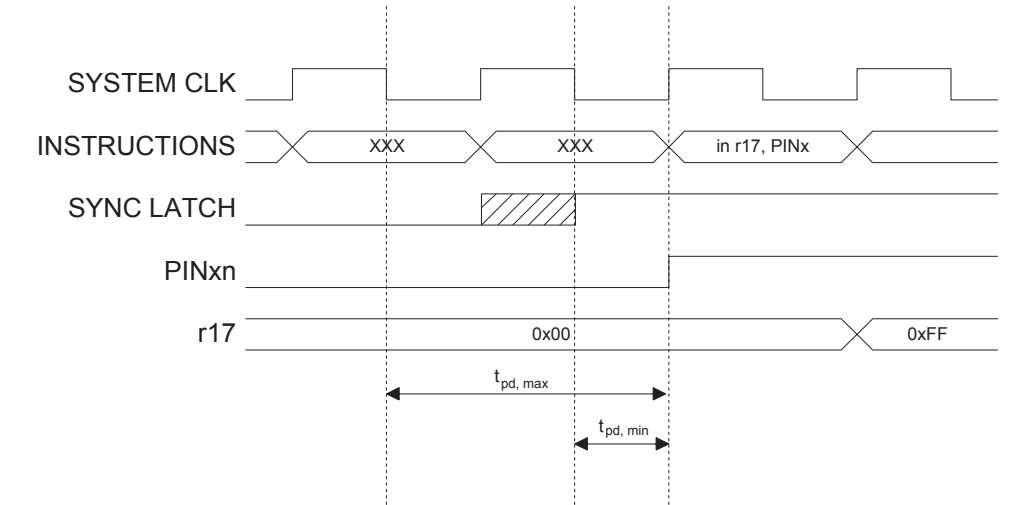 SYSTEM CLK
INSTRUCTIONS XXX XXX in r17, PINx
SYNC LATCH
PINxn
r17 0x00 0xFF
tpd, max
tpd, min